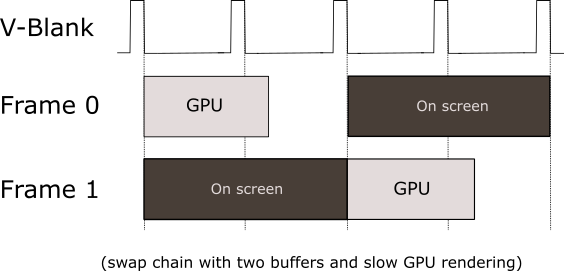 V-Blank
Frame 0
GPU
On screen
Frame 1
On screen
GPU
(swap chain with two buffers and slow GPU rendering)